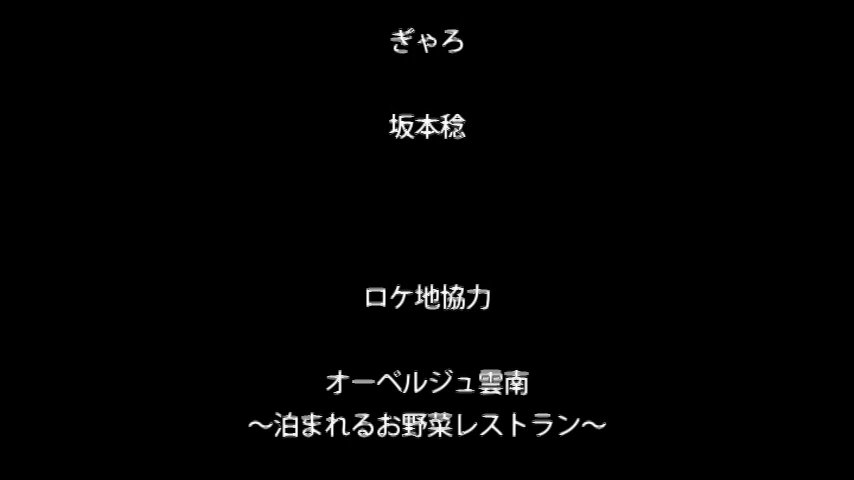 ぎゃろ
坂本稔
ロケ地協力
オーベルジュ雲南
～泊まれるお野菜レストラン～